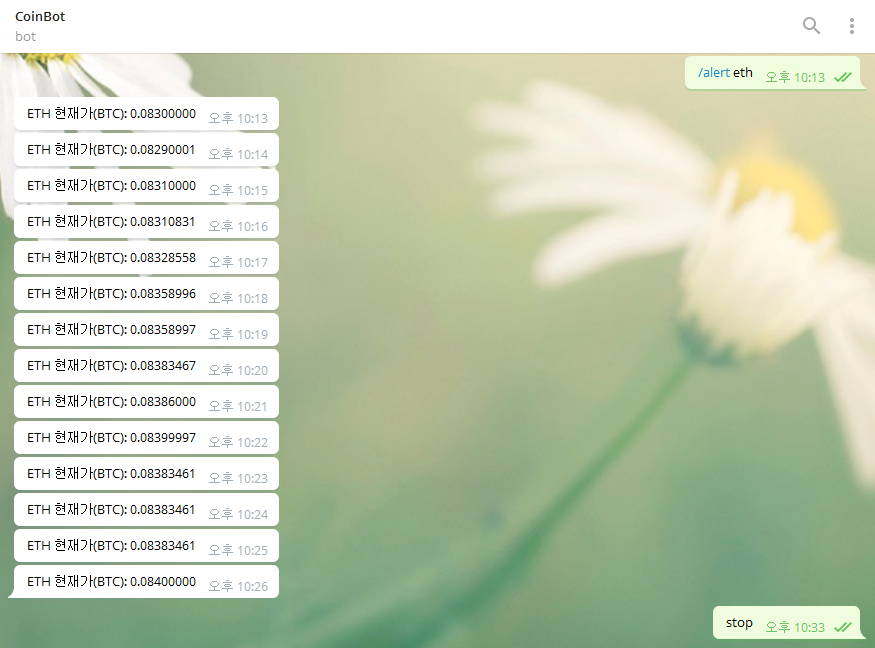 CoinBot
bot
/alert eth 오후 10:13
ETH 현재가(BTC): 0.08300000 오후 10:13
ETH 현재가(BTC): 0.08290001 오후 10:14
ETH 현재가(BTC): 0.08310000 오후 10:15
ETH 현재가(BTC): 0.08310831 오후 10:16
ETH 현재가(BTC): 0.08328558 오후 10:17
ETH 현재가(BTC): 0.08358996 오후 10:18
ETH 현재가(BTC): 0.08358997 오후 10:19
ETH 현재가(BTC): 0.08383467 오후 10:20
ETH 현재가(BTC): 0.08386000 오후 10:21
ETH 현재가(BTC): 0.08399997 오후 10:22
ETH 현재가(BTC): 0.08383461 오후 10:23
ETH 현재가(BTC): 0.08383461 오후 10:24
ETH 현재가(BTC): 0.08383461 오후 10:25
ETH 현재가(BTC): 0.08400000 오후 10:26
stop 오후 10:33